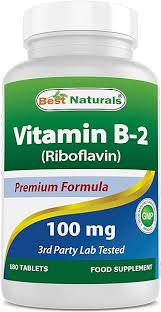 Best Naturals
Vitamin B-2
(Riboflavin)
Premium Formula
100 mg
3rd Party Lab Tested
GMP
180 TABLETS FOOD SUPPLEMENT